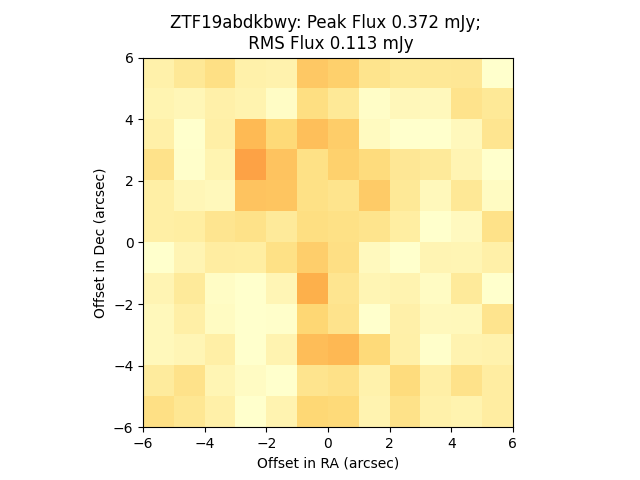 ZTF19abdkbwy: Peak Flux 0.372 mJy;
RMS Flux 0.113 mJy
6
4
2
0
−2
−4
−6
Offset in Dec (arcsec)
−6 −4 −2 0 2 4 6
Offset in RA (arcsec)